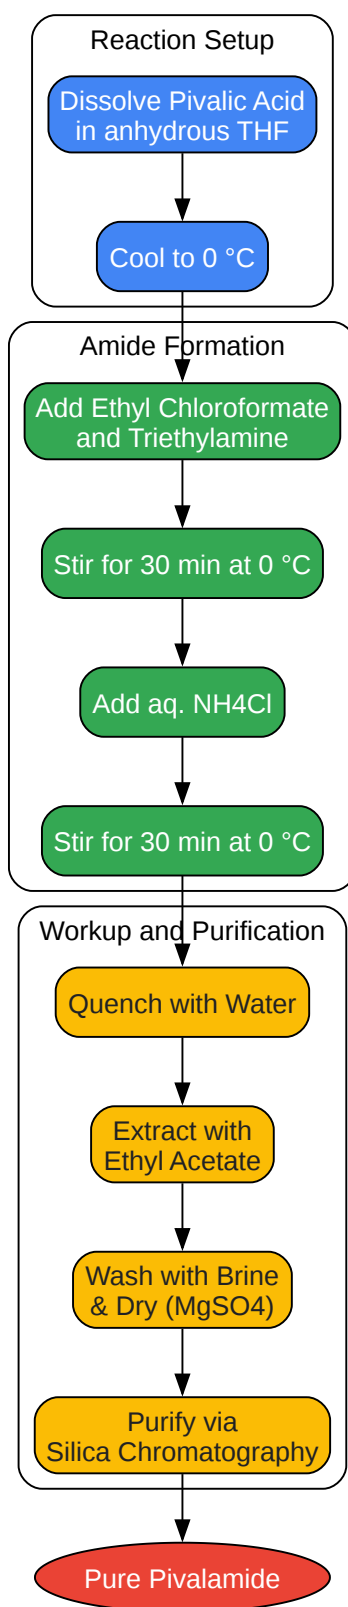 Reaction Setup
Dissolve Pivalic Acid
in anhydrous THF
Cool to 0 °C
Amide Formation
Add Ethyl Chloroformate
and Triethylamine
Stir for 30 min at 0 °C
Add aq. NH4Cl
Stir for 30 min at 0 °C
Workup and Purification
Quench with Water
Extract with
Ethyl Acetate
Wash with Brine
& Dry (MgSO4)
Purify via
Silica Chromatography
Pure Pivalamide